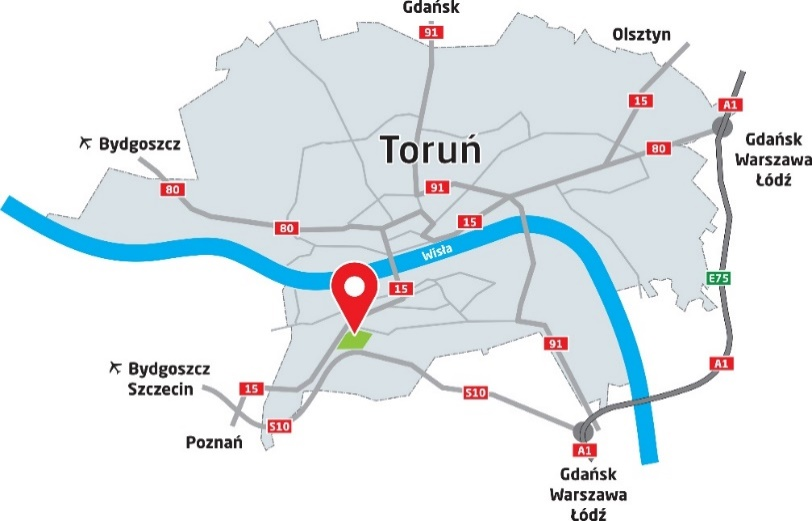 Gdańsk
91
Olsztyn
15
A1
Bydgoszcz
Toruń
80
Gdańsk
Warszawa
Łódź
80
91
15
80
Wisła
E75
15
91
A1
Bydgoszcz
Szczecin
15
S10
S10
Poznań
A1
Gdańsk
Warszawa
Łódź